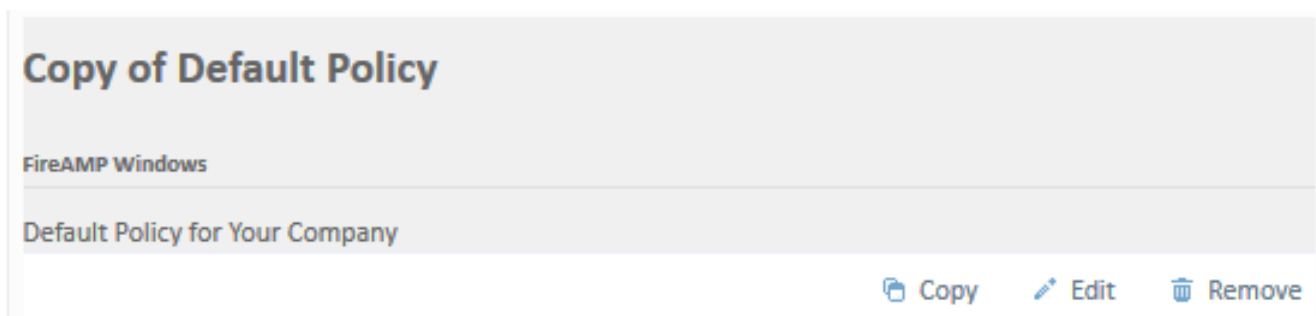 Copy of Default Policy
FireAMP Windows
Default Policy for Your Company
Copy Edit Remove